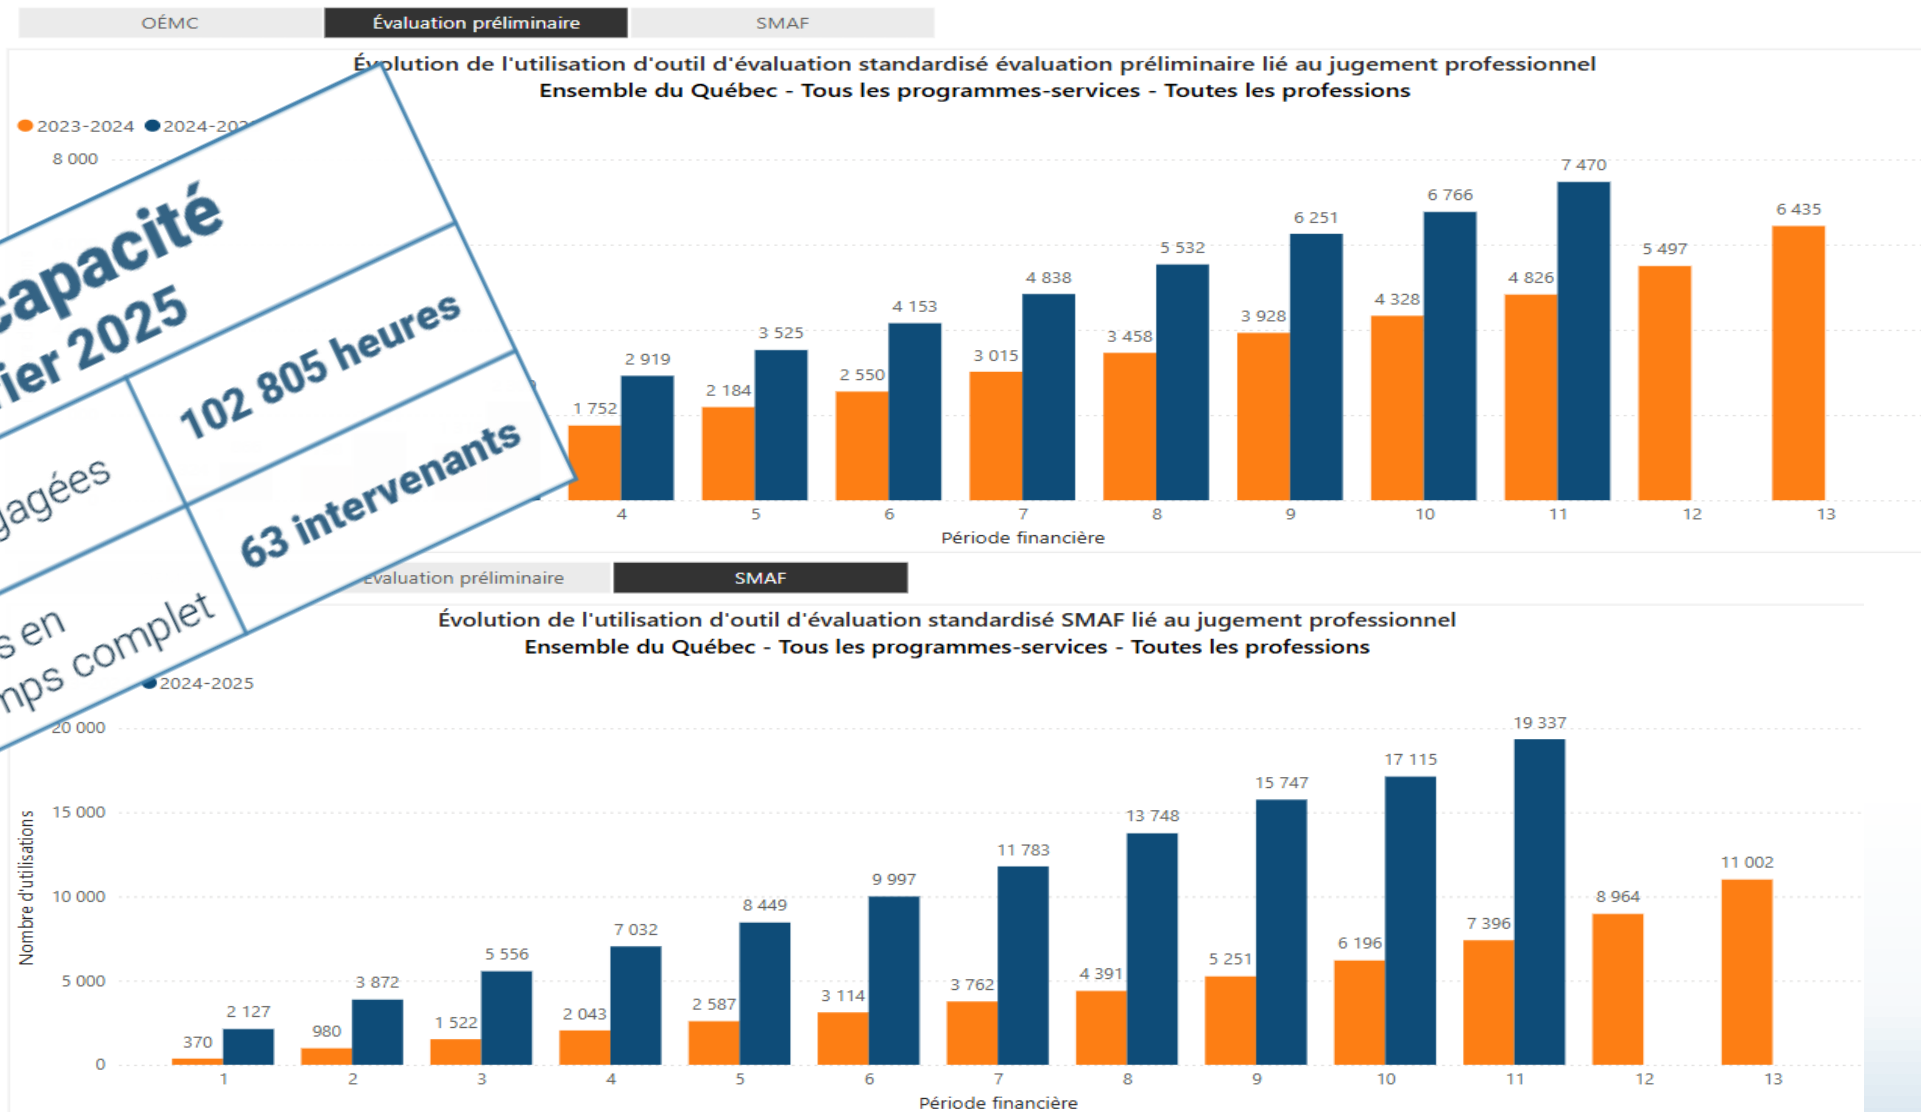 OÉMC Évaluation préliminaire SMAF
Évolution de l'utilisation d'outil d'évaluation standardisé évaluation préliminaire lié au jugement professionnel
Ensemble du Québec - Tous les programmes-services - Toutes les professions
2023-2024
8 000
1 752 2 919 2 184 3 525 2 550 4 153 3 015 4 838 3 458 5 532 3 928 6 251 4 328 6 766 4 826 7 470 5 497 6 435
4 5 6 7 8 9 10 11 12 13
Période financière
capacité
2025
102 805 heures
63 intervenants
en
complet
Évaluation préliminaire SMAF
Évolution de l'utilisation d'outil d'évaluation standardisé SMAF lié au jugement professionnel
Ensemble du Québec - Tous les programmes-services - Toutes les professions
2024-2025
Nombre d'utilisations
20 000
15 000
10 000
5 000
0
370 2 127 980 3 872 1 522 5 556 2 043 7 032 2 587 8 449 3 114 9 997 3 762 11 783 4 391 13 748 5 251 15 747 6 196 17 115 7 396 19 337 8 964 11 002
1 2 3 4 5 6 7 8 9 10 11 12 13
Période financière